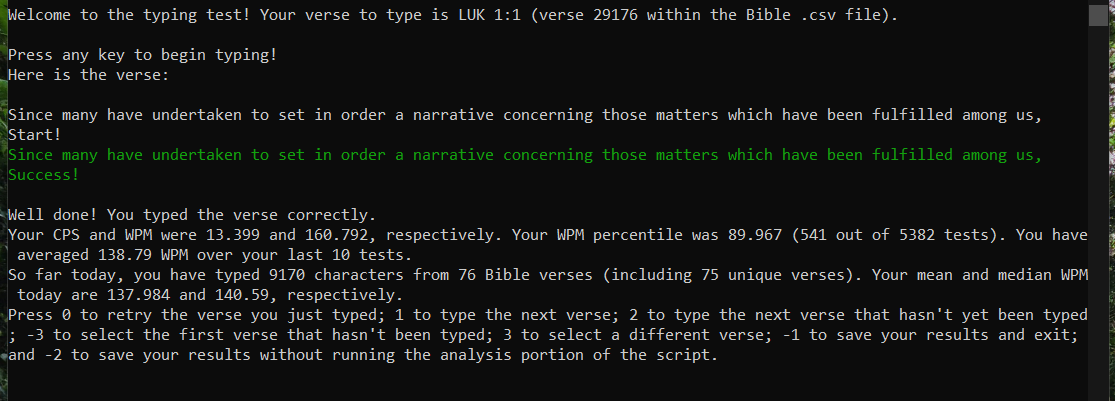 Welcome to the typing test! Your verse to type is LUK 1:1 (verse 29176 within the Bible .csv file).
Press any key to begin typing!
Here is the verse:
Since many have undertaken to set in order a narrative concerning those matters which have been fulfilled among us,
Start!
Since many have undertaken to set in order a narrative concerning those matters which have been fulfilled among us,
Success!
Well done! You typed the verse correctly.
Your CPS and WPM were 13.399 and 160.792, respectively. Your WPM percentile was 89.967 (541 out of 5382 tests). You have
averaged 138.79 WPM over your last 10 tests.
So far today, you have typed 9170 characters from 76 Bible verses (including 75 unique verses). Your mean and median WPM
today are 137.984 and 140.59, respectively.
Press 0 to retry the verse you just typed; 1 to type the next verse; 2 to type the next verse that hasn't yet been typed
; -3 to select the first verse that hasn't been typed; 3 to select a different verse; -1 to save your results and exit;
and -2 to save your results without running the analysis portion of the script.